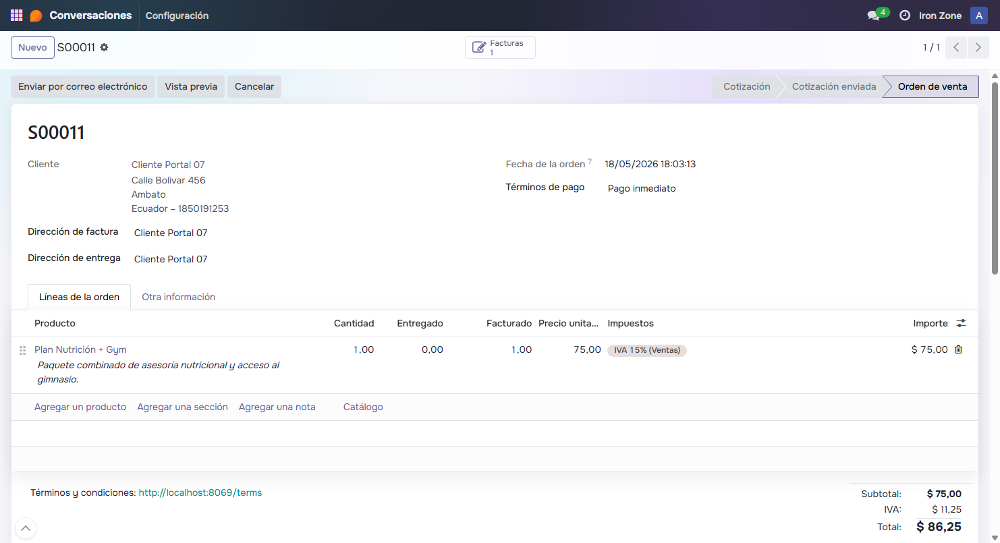 Conversaciones Configuración 4 Iron Zone A
Nuevo S00011 Facturas 1 1 / 1
Enviar por correo electrónico Vista previa Cancelar Cotización Cotización enviada Orden de venta
S00011
Cliente Cliente Portal 07 Fecha de la orden ? 18/05/2026 18:03:13
Calle Bolivar 456
Ambato Términos de pago Pago inmediato
Ecuador – 1850191253
Dirección de factura Cliente Portal 07
Dirección de entrega Cliente Portal 07
Líneas de la orden Otra información
Producto Cantidad Entregado Facturado Precio unita... Impuestos Importe
Plan Nutrición + Gym 1,00 0,00 1,00 75,00 IVA 15% (Ventas) $ 75,00
Paquete combinado de asesoría nutricional y acceso al
gimnasio.
Agregar un producto Agregar una sección Agregar una nota Catálogo
Términos y condiciones: http://localhost:8069/terms
Subtotal: $ 75,00
IVA: $ 11,25
Total: $ 86,25